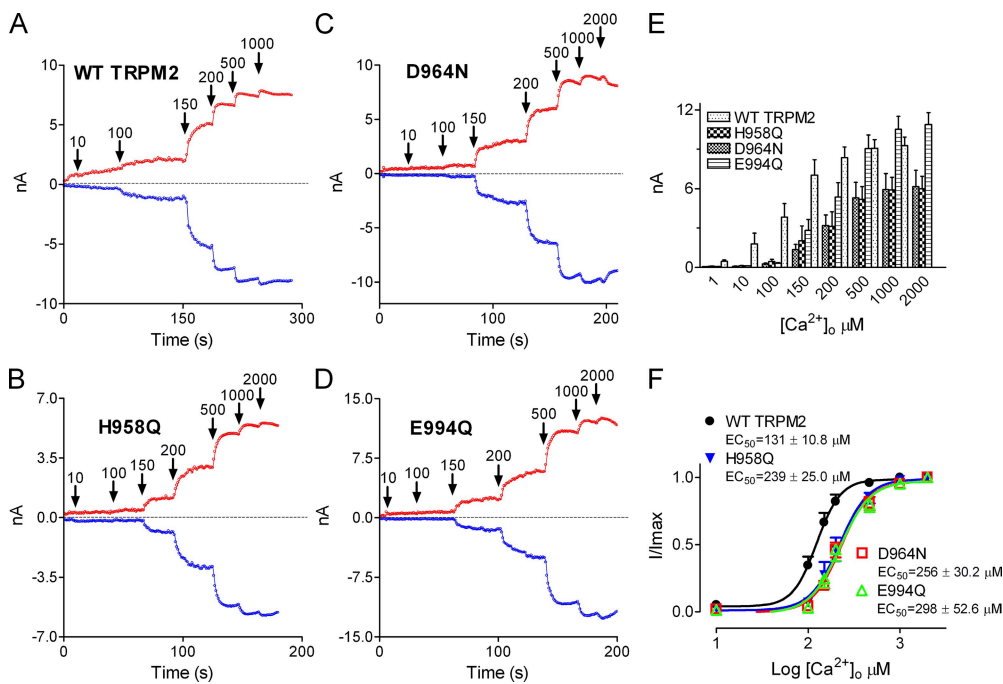 A
WT TRPM2
10
100
150
200
500
1000
10
5
0
-5
-10
nA
0
150
300
Time (s)
C
D964N
10
100
150
200
500
1000
2000
10
5
0
-5
-10
nA
0
100
200
Time (s)
E
WT TRPM2
H958Q
D964N
E994Q
12
6
0
nA
1
10
100
150
200
500
1000
2000
[Ca²⁺]ₒ μM
B
H958Q
10
100
150
200
500
1000
2000
7.0
3.5
0.0
-3.5
-7.0
nA
0
100
200
Time (s)
D
E994Q
10
100
150
200
500
1000
2000
15.0
7.5
0.0
-7.5
-15.0
nA
0
100
200
Time (s)
F
WT TRPM2
EC₅₀=131 ± 10.8 μM
H958Q
EC₅₀=239 ± 25.0 μM
D964N
EC₅₀=256 ± 30.2 μM
E994Q
EC₅₀=298 ± 52.6 μM
1.0
0.5
0.0
I/Imax
1
2
3
Log [Ca²⁺]ₒ μM